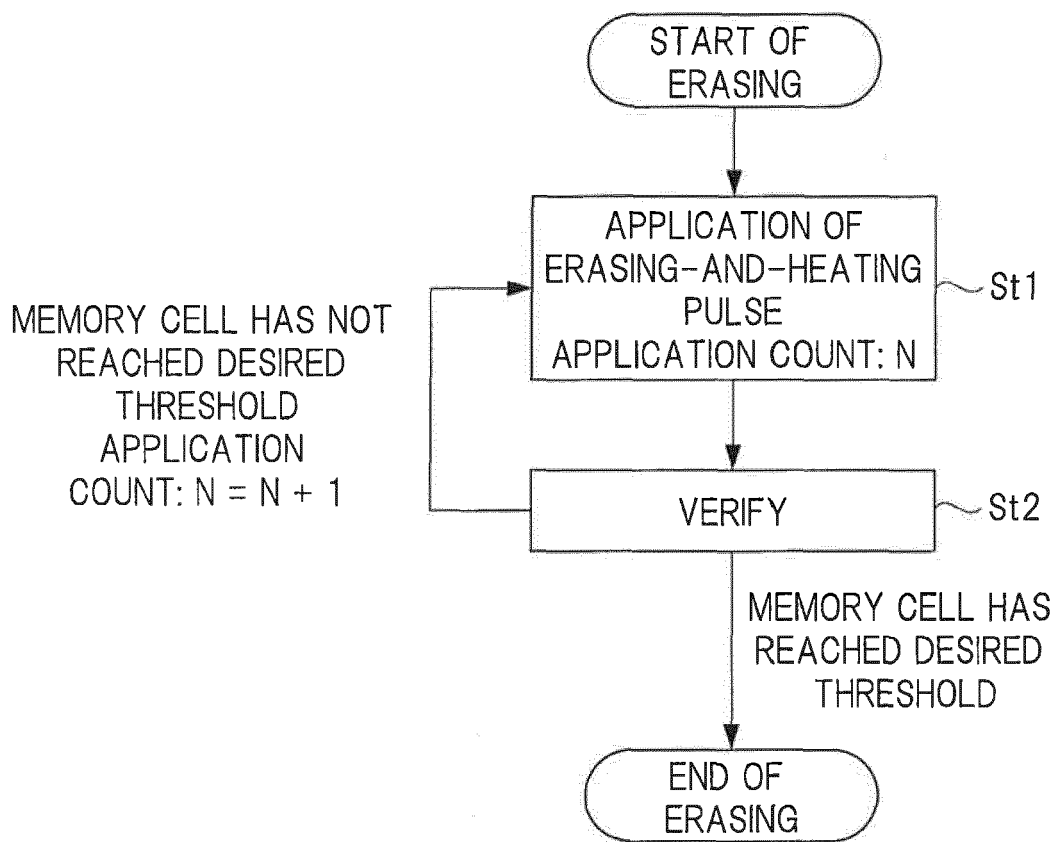 START OF
ERASING
APPLICATION OF
ERASING-AND-HEATING
PULSE
APPLICATION COUNT: N
St1
MEMORY CELL HAS NOT
REACHED DESIRED
THRESHOLD
APPLICATION
COUNT: N = N + 1
VERIFY
St2
MEMORY CELL HAS
REACHED DESIRED
THRESHOLD
END OF
ERASING